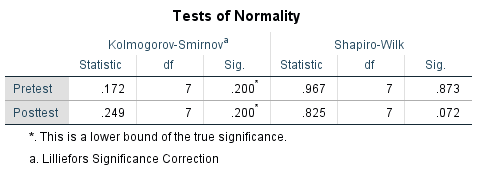 Tests of Normality
Kolmogorov-Smirnovᵃ Shapiro-Wilk
Statistic df Sig. Statistic df Sig.
Pretest .172 7 .200* .967 7 .873
Posttest .249 7 .200* .825 7 .072
*. This is a lower bound of the true significance.
a. Lilliefors Significance Correction